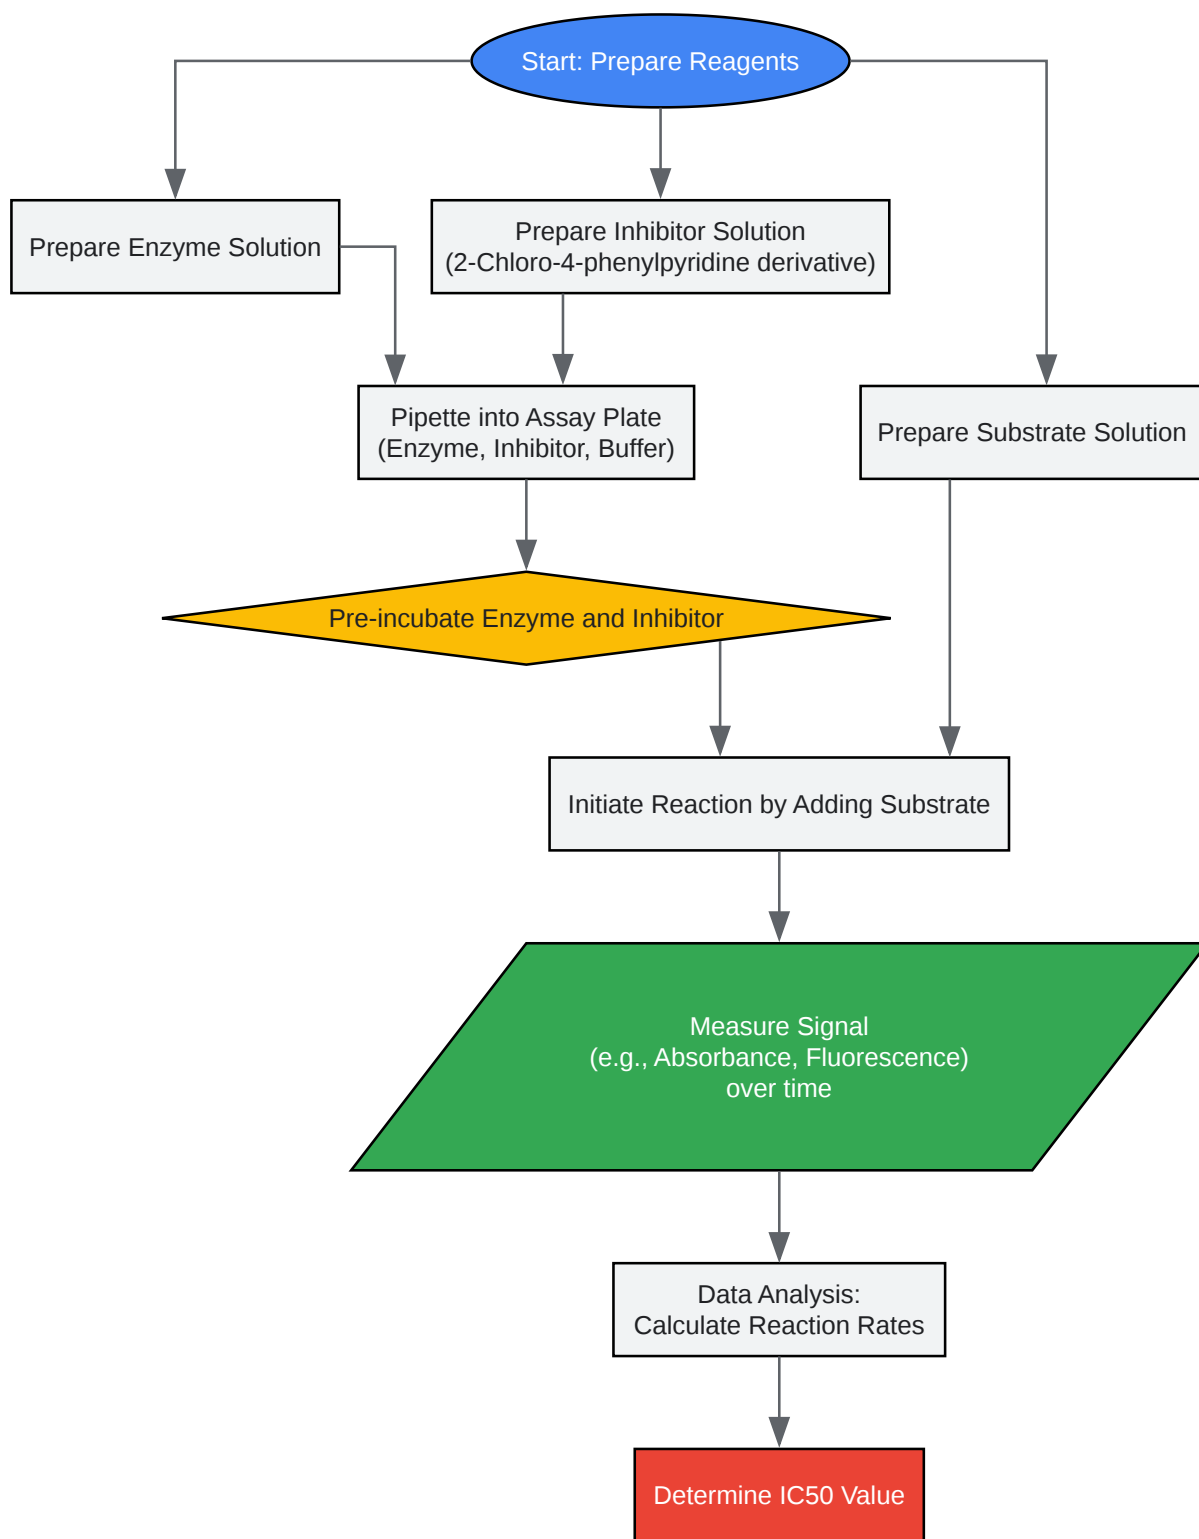 Start: Prepare Reagents
Prepare Enzyme Solution
Prepare Inhibitor Solution
(2-Chloro-4-phenylpyridine derivative)
Pipette into Assay Plate
(Enzyme, Inhibitor, Buffer)
Prepare Substrate Solution
Pre-incubate Enzyme and Inhibitor
Initiate Reaction by Adding Substrate
Measure Signal
(e.g., Absorbance, Fluorescence)
over time
Data Analysis:
Calculate Reaction Rates
Determine IC50 Value